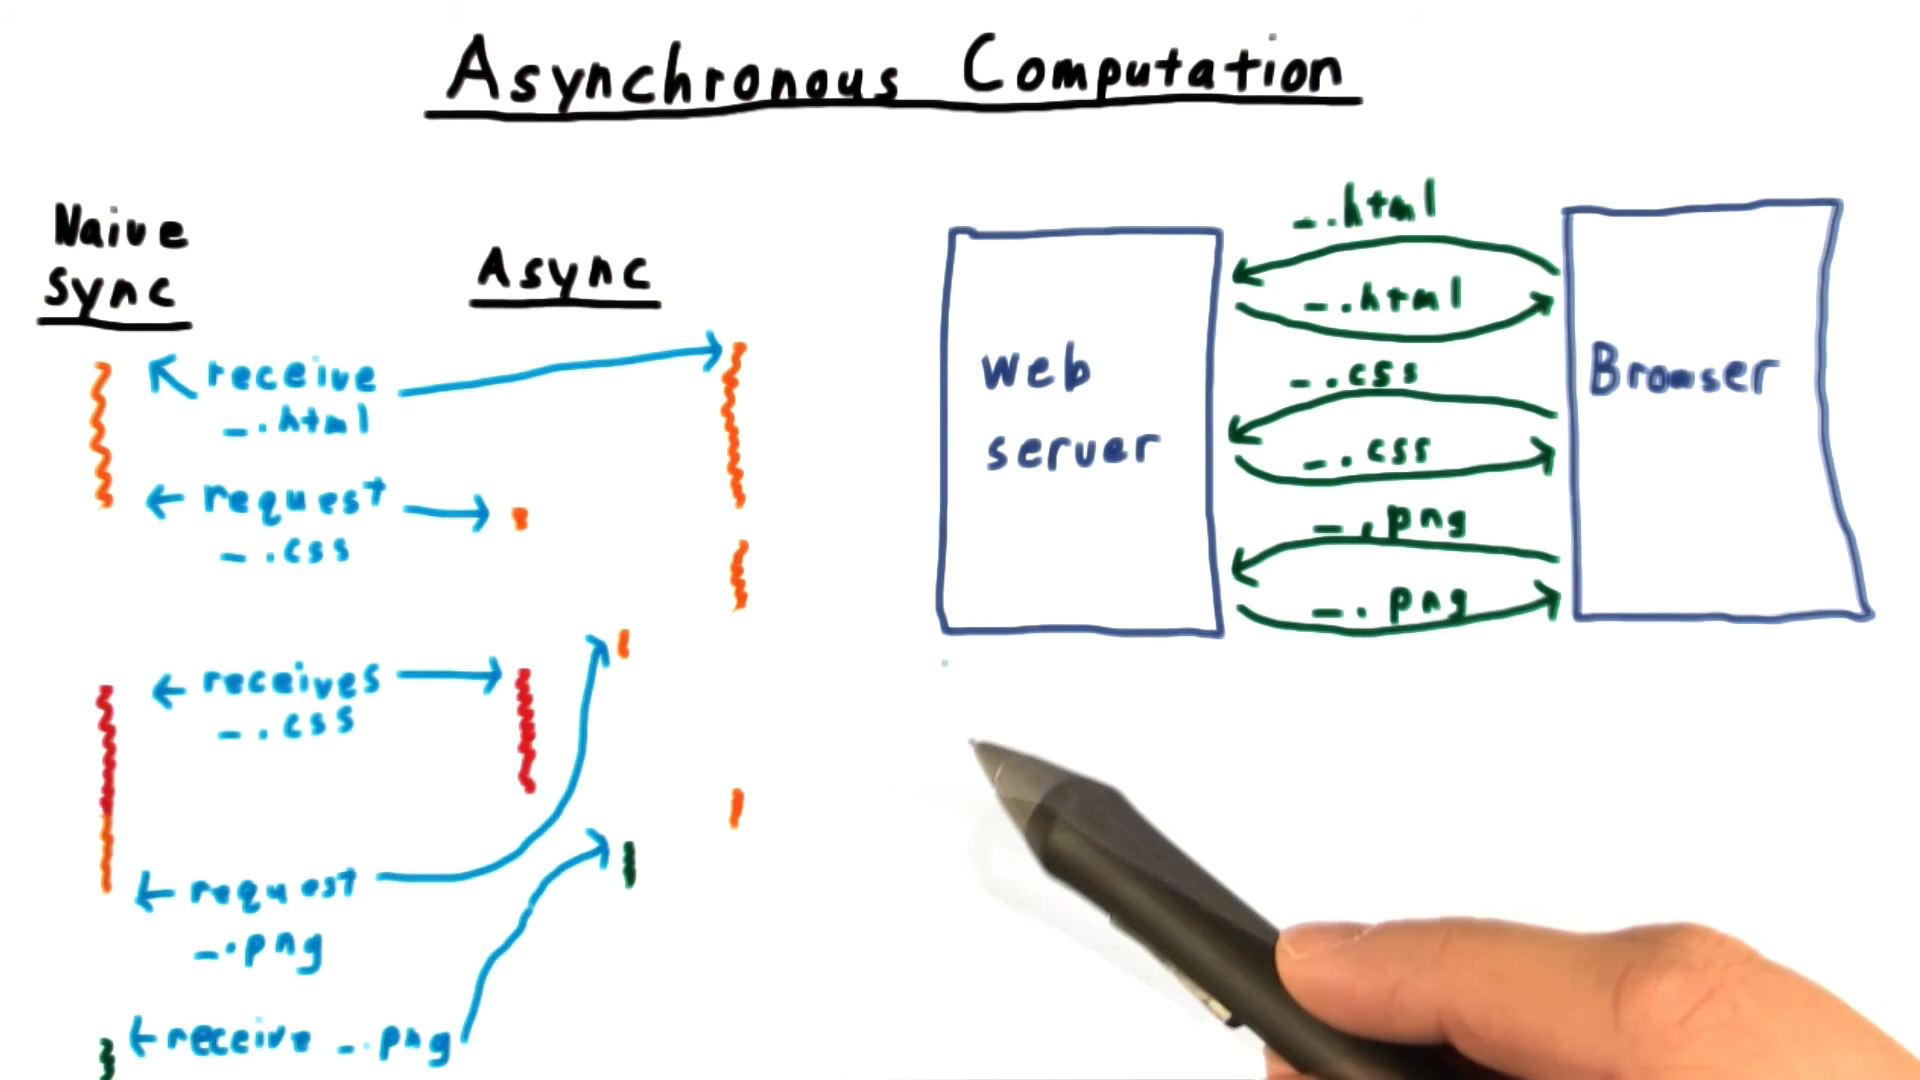 Asynchronous Computation
Naive
Sync
Async
receive
_.html
request
_.css
receives
_.css
request
_.png
receive _.png
Web
server
_.html
_.html
_.css
_.css
_.png
_.png
Browser